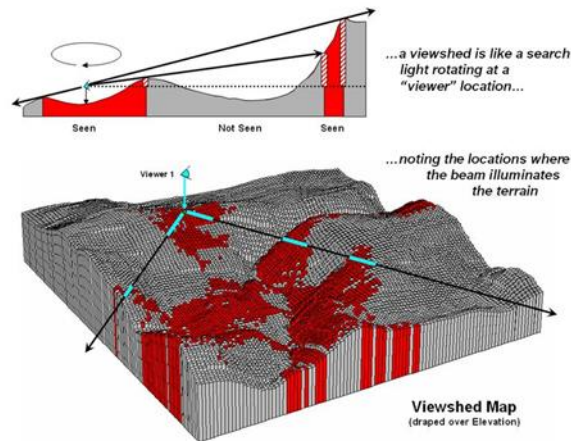 …a viewshed is like a search
light rotating at a
“viewer” location…
Seen
Not Seen
Seen
…noting the locations where
the beam illuminates
the terrain
Viewer 1
Viewshed Map
(draped over Elevation)